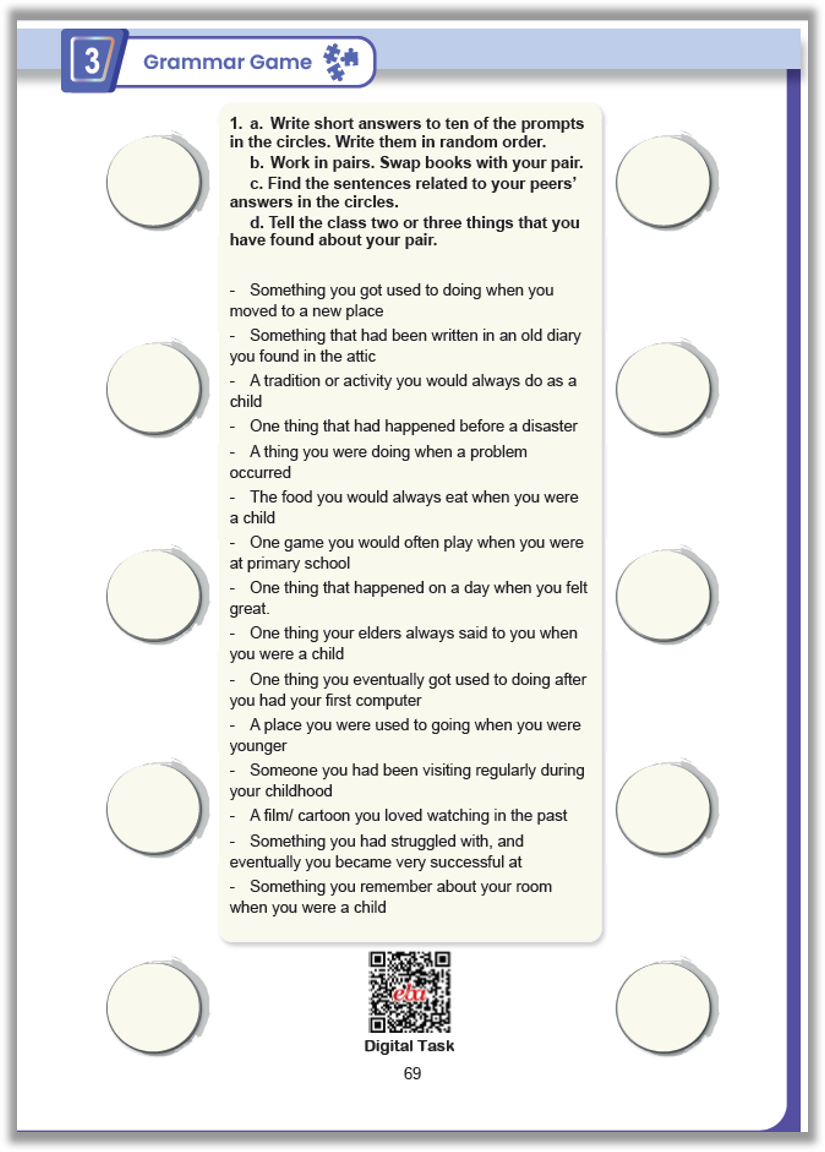 3 Grammar Game
1. a. Write short answers to ten of the prompts
in the circles. Write them in random order.
b. Work in pairs. Swap books with your pair.
c. Find the sentences related to your peers’
answers in the circles.
d. Tell the class two or three things that you
have found about your pair.
- Something you got used to doing when you
moved to a new place
- Something that had been written in an old diary
you found in the attic
- A tradition or activity you would always do as a
child
- One thing that had happened before a disaster
- A thing you were doing when a problem
occurred
- The food you would always eat when you were
a child
- One game you would often play when you were
at primary school
- One thing that happened on a day when you felt
great.
- One thing your elders always said to you when
you were a child
- One thing you eventually got used to doing after
you had your first computer
- A place you were used to going when you were
younger
- Someone you had been visiting regularly during
your childhood
- A film/ cartoon you loved watching in the past
- Something you had struggled with, and
eventually you became very successful at
- Something you remember about your room
when you were a child
eba
Digital Task
69